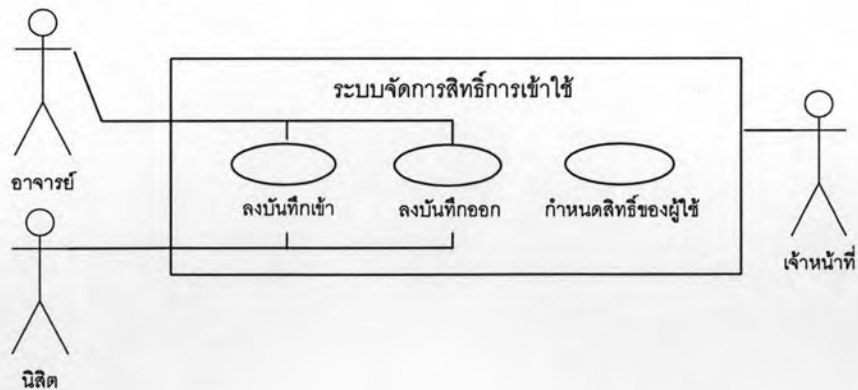 ระบบจัดการสิทธิ์การเข้าใช้
อาจารย์
ลงบันทึกเข้า
ลงบันทึกออก
กำหนดสิทธิ์ของผู้ใช้
เจ้าหน้าที่
นิสิต